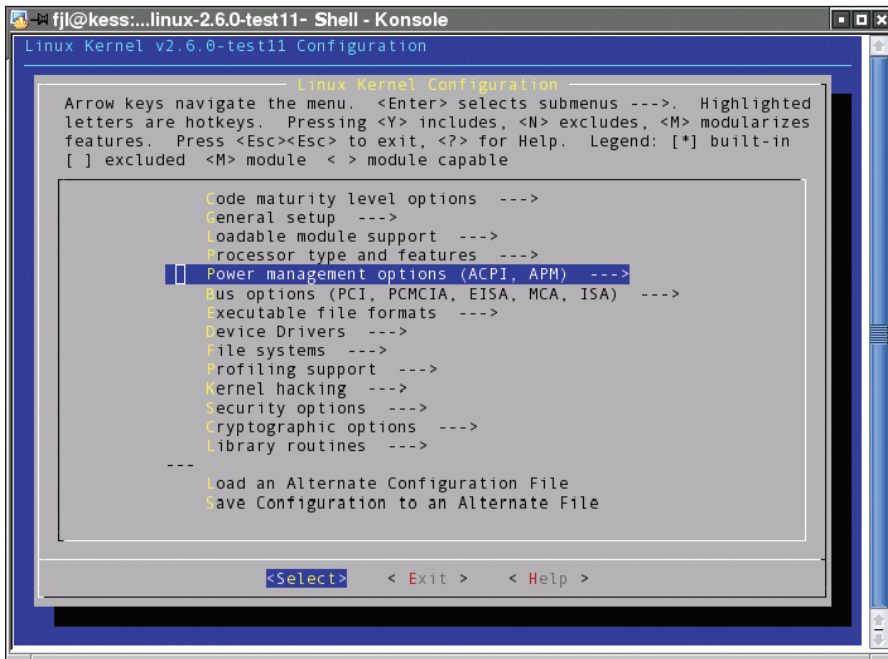 fjl@kess:...linux-2.6.0-test11- Shell - Konsole
Linux Kernel v2.6.0-test11 Configuration
Linux Kernel Configuration
Arrow keys navigate the menu.  <Enter> selects submenus --->.  Highlighted
letters are hotkeys.  Pressing <Y> includes, <N> excludes, <M> modularizes
features.  Press <Esc><Esc> to exit, <?> for Help.  Legend: [*] built-in
[ ] excluded  <M> module  < > module capable
Code maturity level options  --->
General setup  --->
Loadable module support  --->
Processor type and features  --->
Power management options (ACPI, APM)  --->
Bus options (PCI, PCMCIA, EISA, MCA, ISA)  --->
Executable file formats  --->
Device Drivers  --->
File systems  --->
Profiling support  --->
Kernel hacking  --->
Security options  --->
Cryptographic options  --->
Library routines  --->
---
Load an Alternate Configuration File
Save Configuration to an Alternate File
<Select>    < Exit >    < Help >